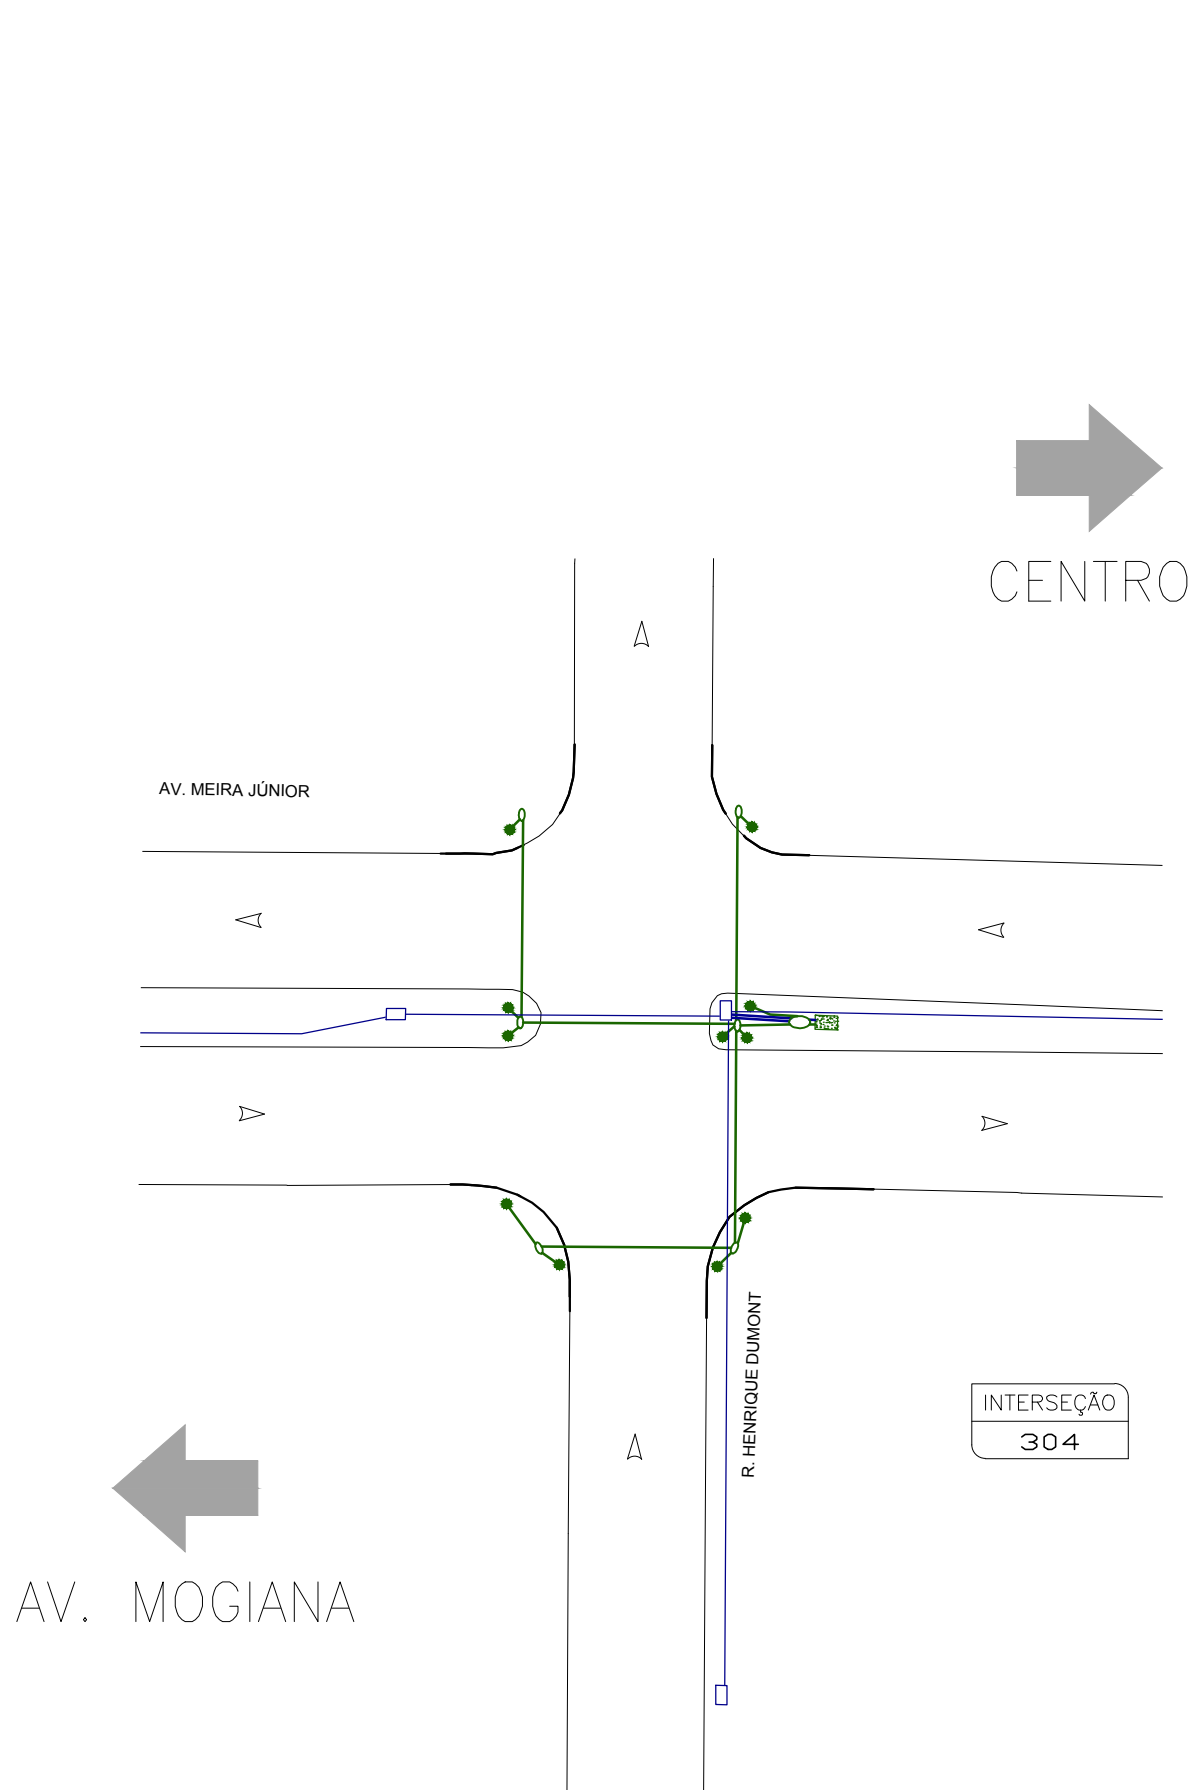 CENTRO
AV. MEIRA JÚNIOR
R. HENRIQUE DUMONT
INTERSEÇÃO
304
AV. MOGIANA